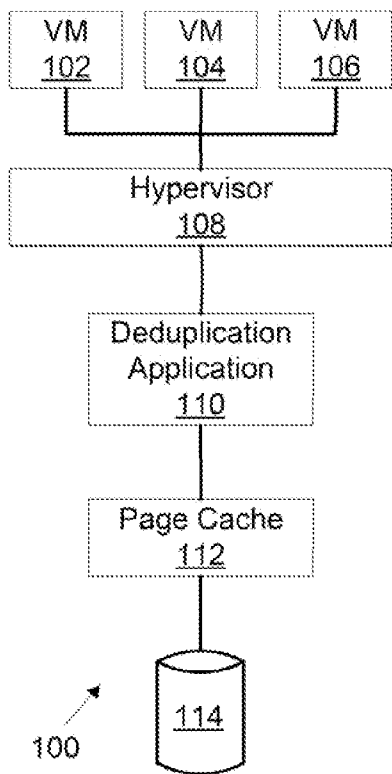 VM VM VM
102 104 106
Hypervisor
108
Deduplication
Application
110
Page Cache
112
114
100